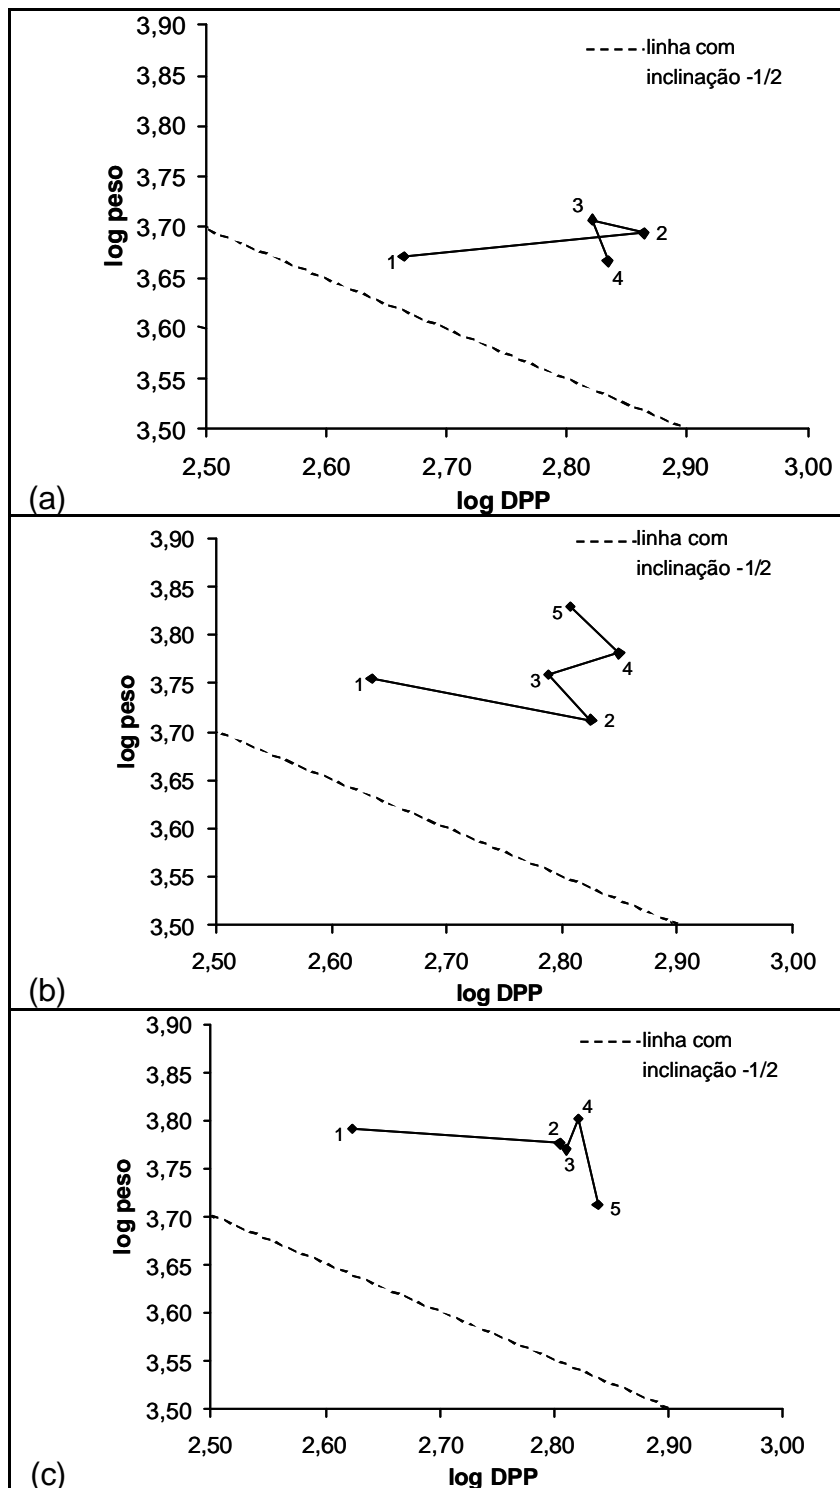 3,90
linha com
3,85
inclinação -1/2
3,80
3,75
log peso
3
3,70
2
1
3,65
4
3,60
3,55
3,50
2,50 2,60 2,70 2,80 2,90 3,00
(a)
log DPP
3,90
linha com
3,85
inclinação -1/2
5
3,80
4
3
3,75
1
log peso
2
3,70
3,65
3,60
3,55
3,50
2,50 2,60 2,70 2,80 2,90 3,00
(b)
log DPP
3,90
linha com
3,85
inclinação -1/2
4
3,80
2
1
3
3,75
log peso
5
3,70
3,65
3,60
3,55
3,50
2,50 2,60 2,70 2,80 2,90 3,00
(c)
log DPP